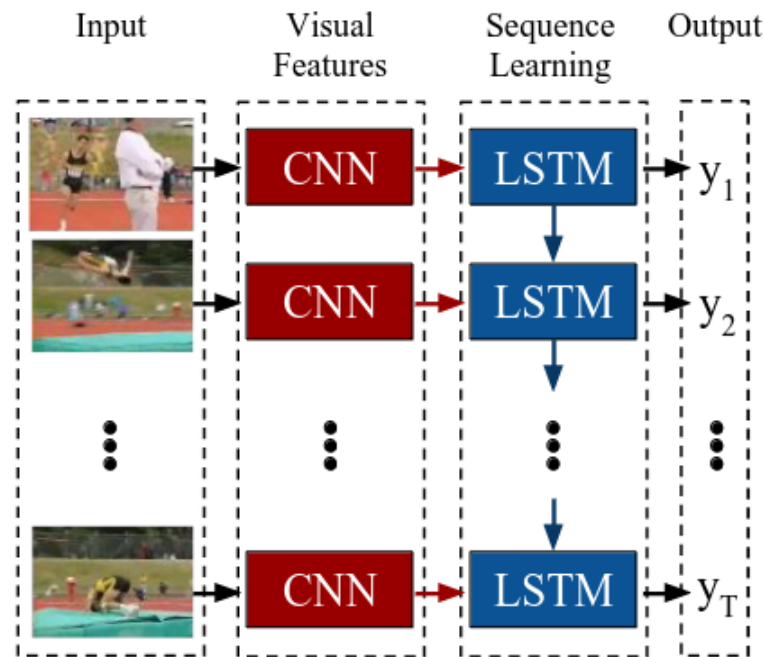 Input
Visual
Features
Sequence
Learning
Output
CNN
LSTM
y1
CNN
LSTM
y2
CNN
LSTM
yT